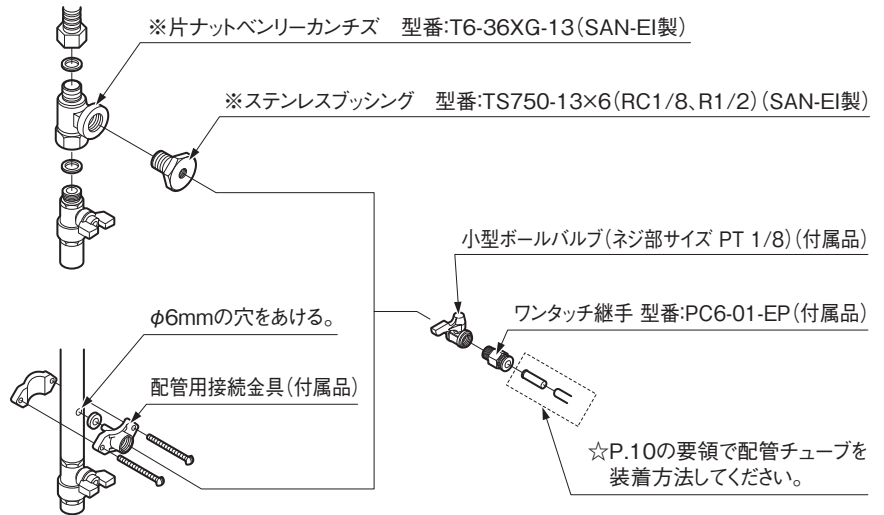 ※片ナットベンリーカンチズ　型番:T6-36XG-13(SAN-EI製)
※ステンレスブッシング　型番:TS750-13×6(RC1/8、R1/2)(SAN-EI製)
小型ボールバルブ(ネジ部サイズ PT 1/8)(付属品)
ワンタッチ継手 型番:PC6-01-EP(付属品)
φ6mmの穴をあける。
配管用接続金具(付属品)
☆P.10の要領で配管チューブを
装着方法してください。